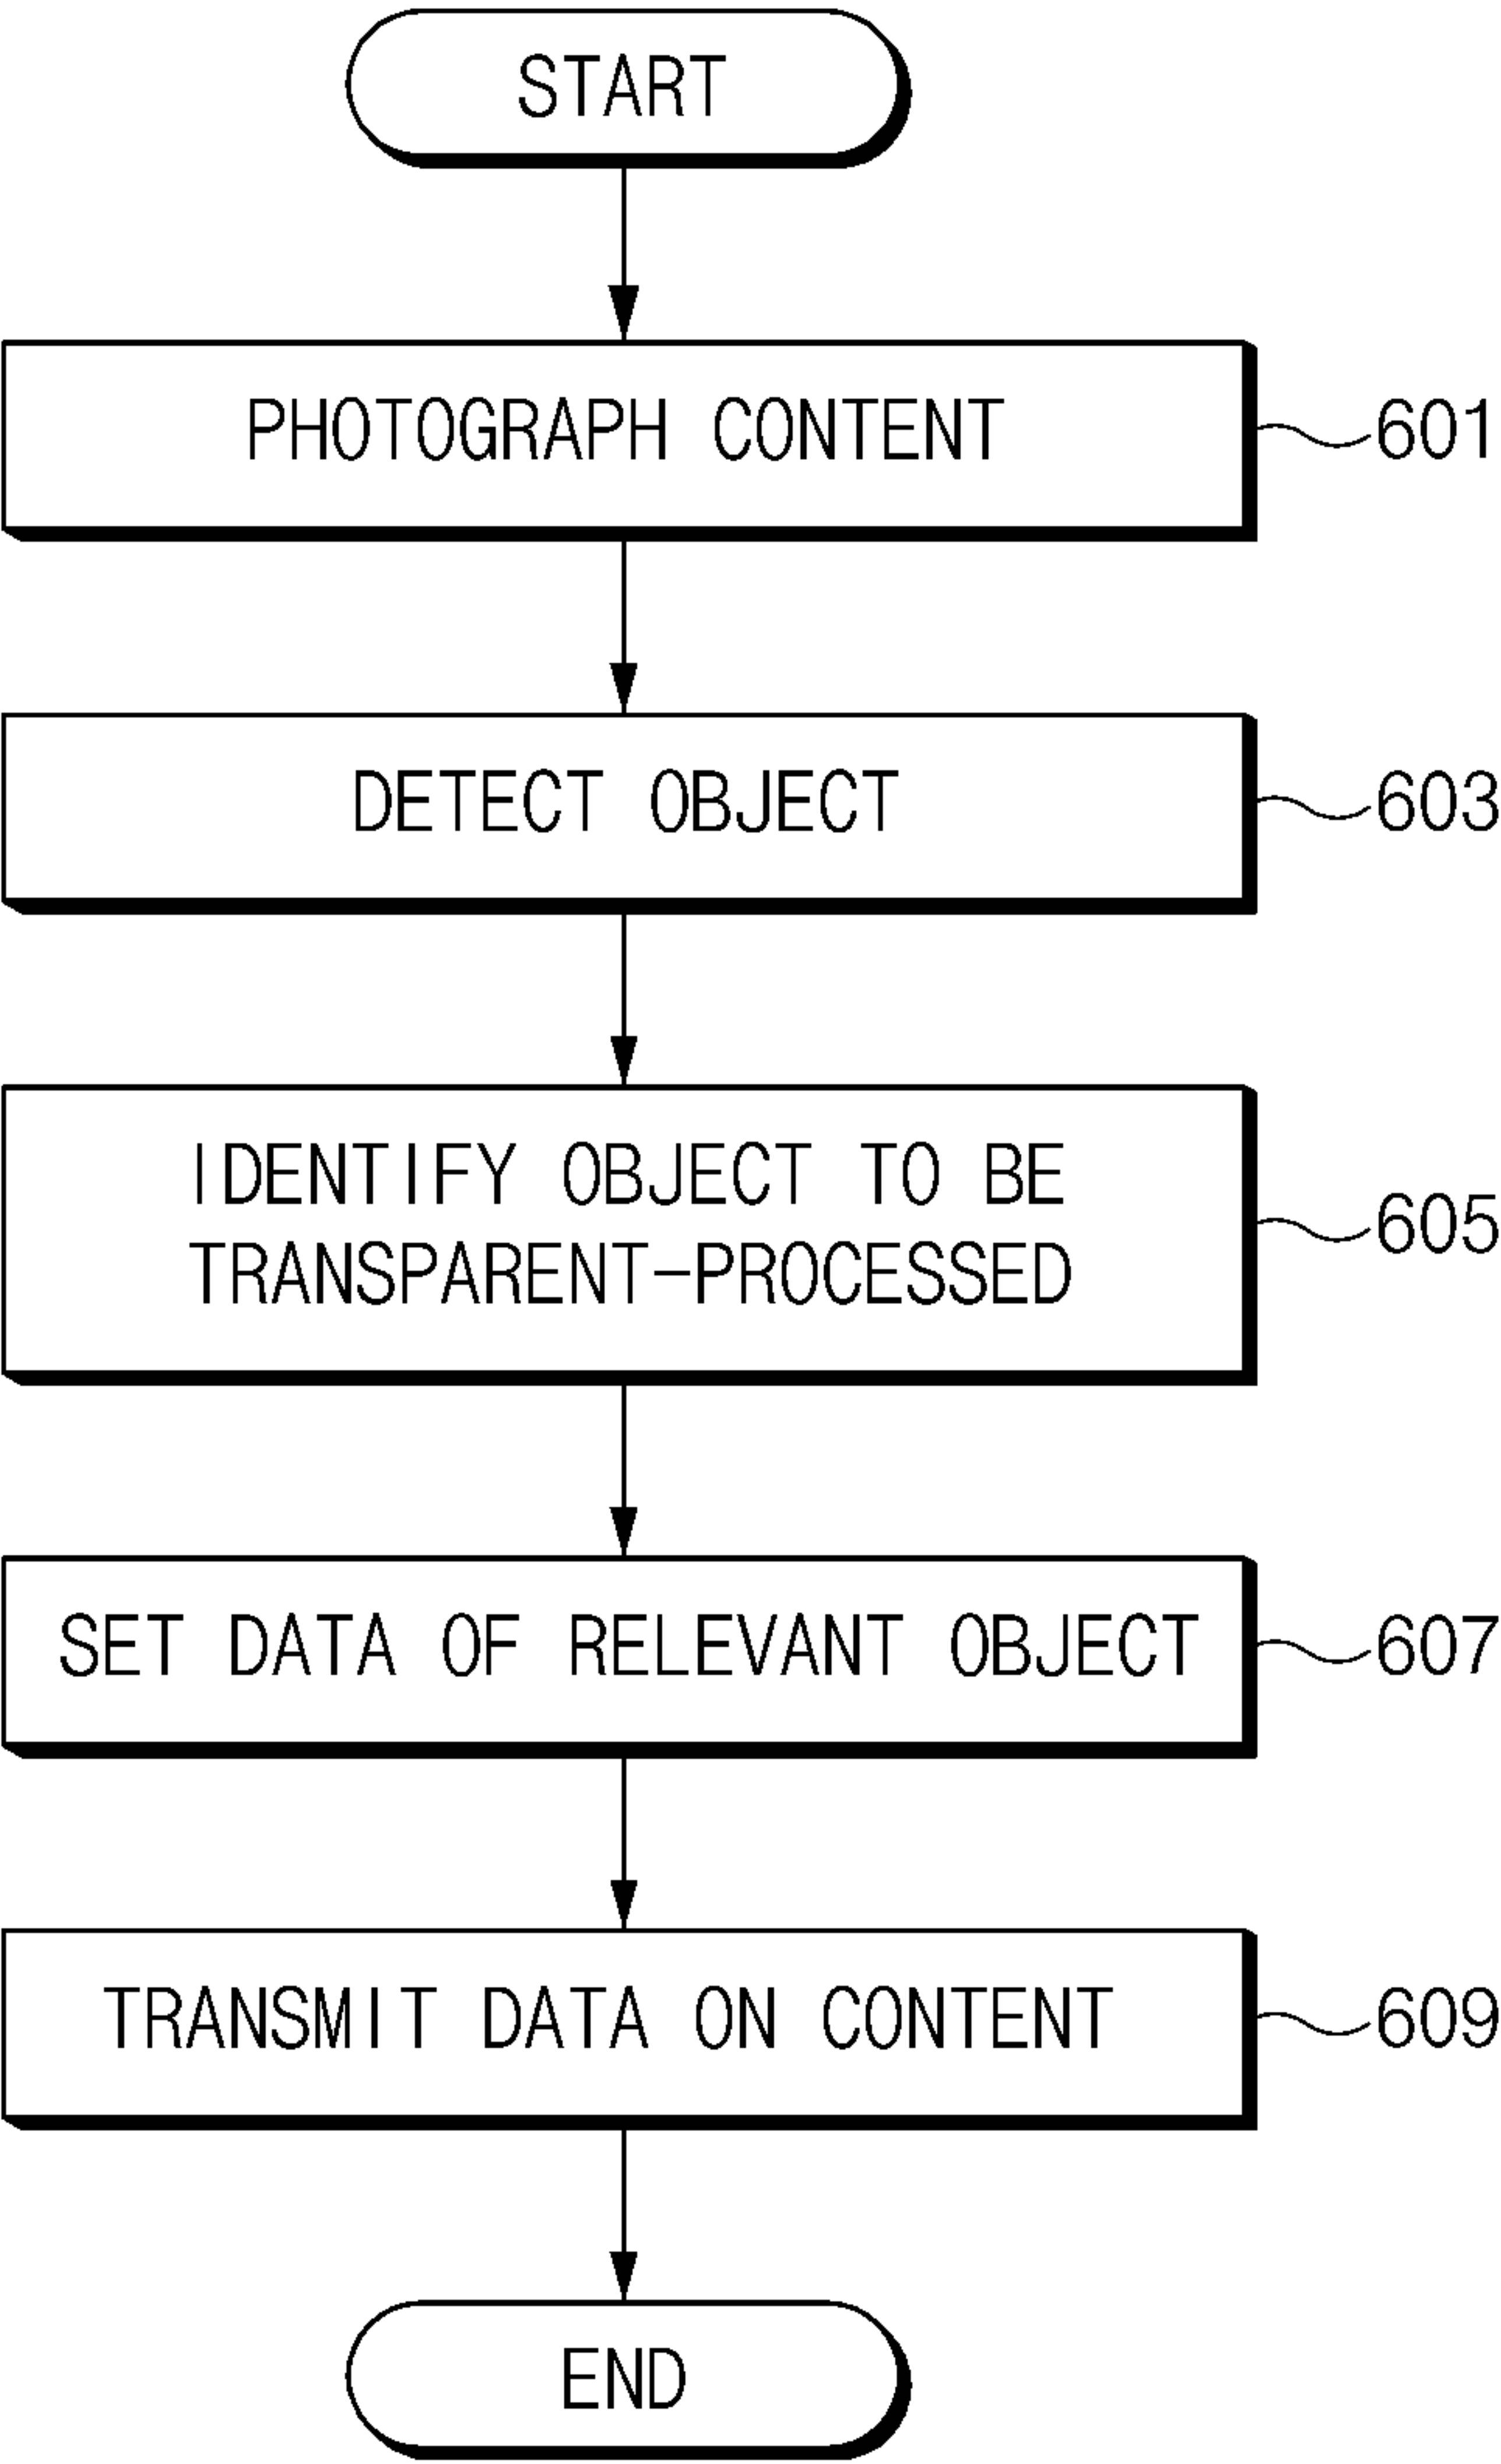 START
PHOTOGRAPH CONTENT
601
DETECT OBJECT
603
IDENTIFY OBJECT TO BE
TRANSPARENT-PROCESSED
605
SET DATA OF RELEVANT OBJECT
607
TRANSMIT DATA ON CONTENT
609
END